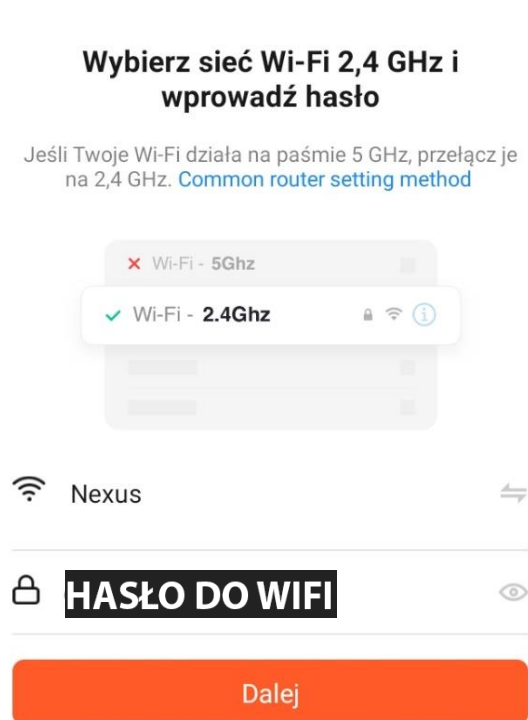 Wybierz sieć Wi-Fi 2,4 GHz i
wprowadź hasło
Jeśli Twoje Wi-Fi działa na paśmie 5 GHz, przełącz je
na 2,4 GHz. Common router setting method
Wi-Fi - 5Ghz
Wi-Fi - 2.4Ghz
Nexus
HASŁO DO WIFI
Dalej